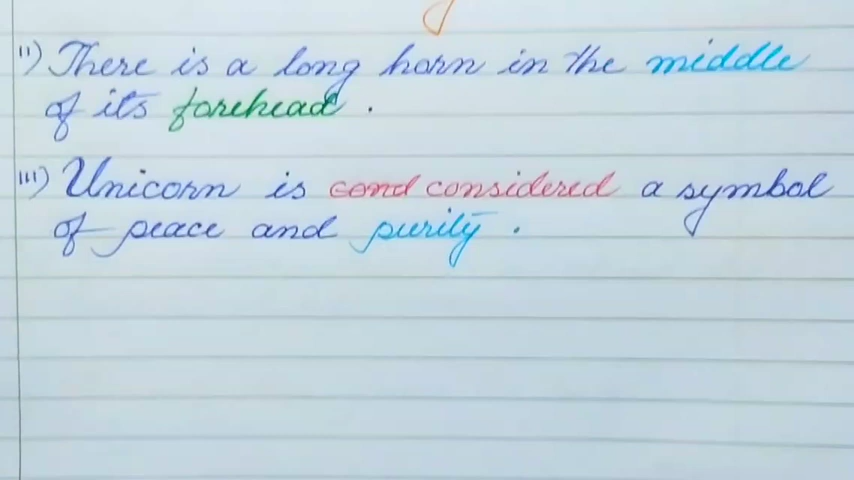 ii) There is a long horn in the middle
of its forehead .
iii) Unicorn is cond considered a symbol
of peace and purity .